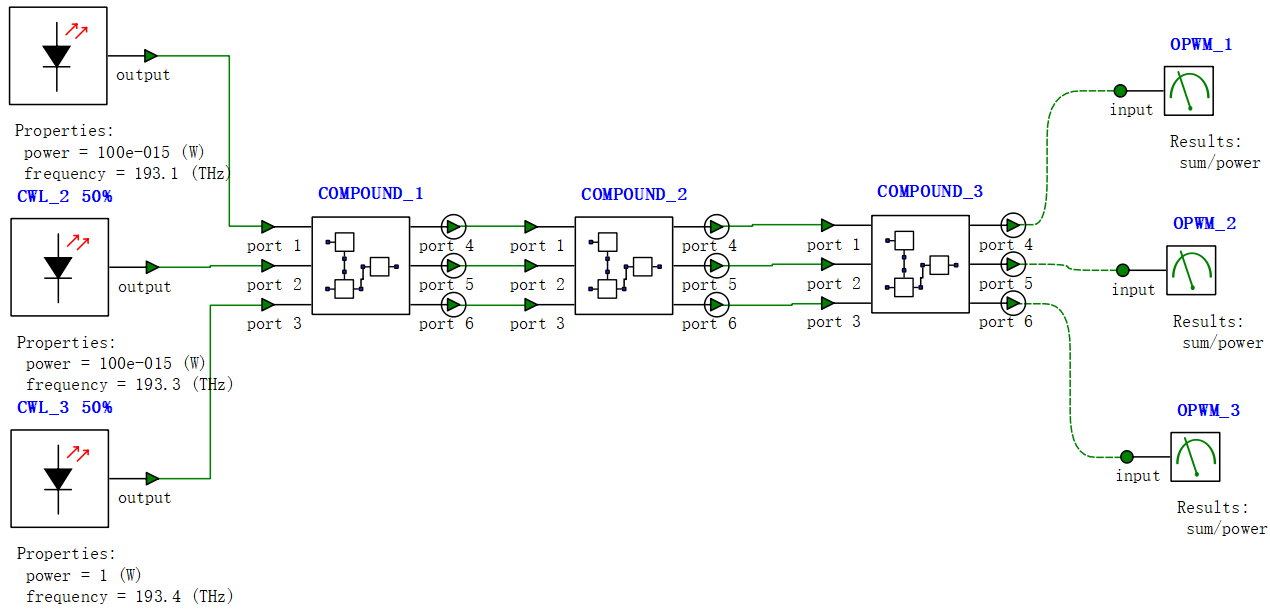 output
Properties:
power = 100e-015 (W)
frequency = 193.1 (THz)
CWL_2 50%
output
Properties:
power = 100e-015 (W)
frequency = 193.3 (THz)
CWL_3 50%
output
Properties:
power = 1 (W)
frequency = 193.4 (THz)
COMPOUND_1
port 1
port 2
port 3
port 4
port 5
port 6
COMPOUND_2
port 1
port 2
port 3
port 4
port 5
port 6
COMPOUND_3
port 1
port 2
port 3
port 4
port 5
port 6
OPWM_1
input
Results:
sum/power
OPWM_2
input
Results:
sum/power
OPWM_3
input
Results:
sum/power